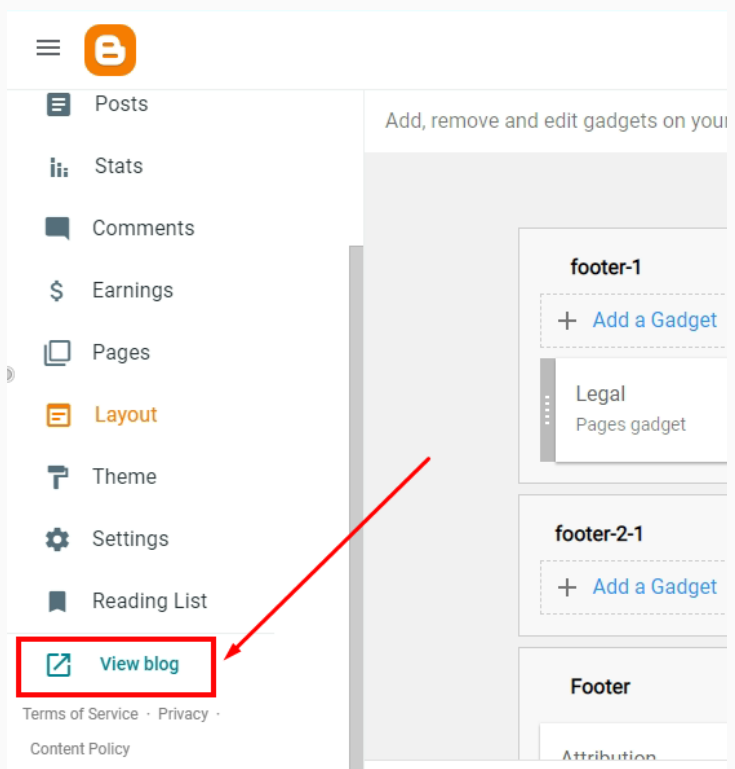 Posts
Stats
Comments
Earnings
Pages
Layout
Theme
Settings
Reading List
View blog
Terms of Service · Privacy ·
Content Policy
Add, remove and edit gadgets on your
footer-1
Add a Gadget
Legal
Pages gadget
footer-2-1
Add a Gadget
Footer
Attribution